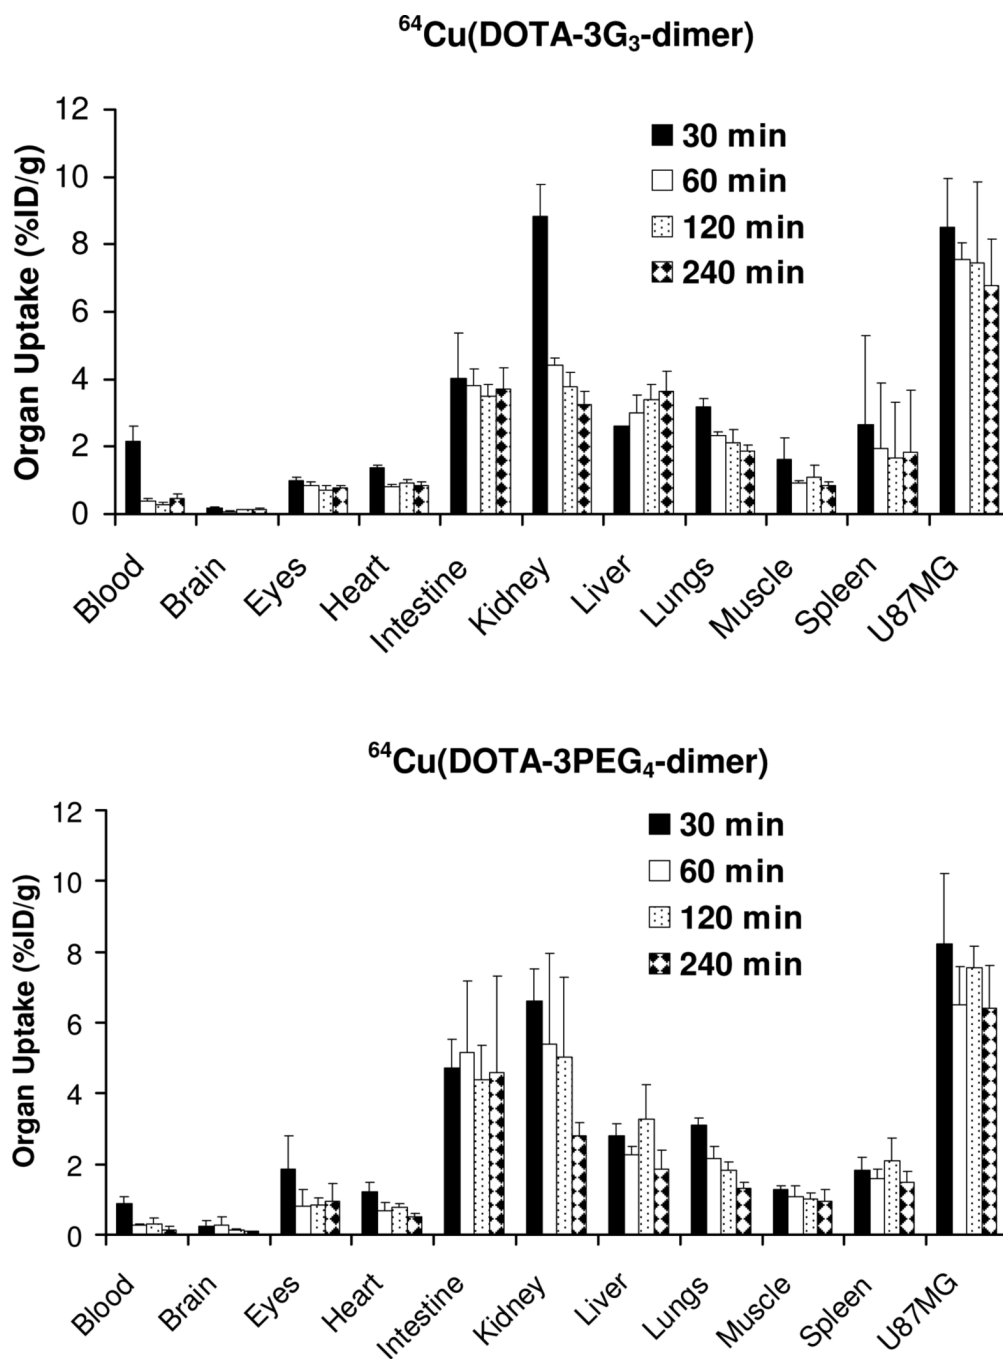 ⁶⁴Cu(DOTA-3G₃-dimer)
Organ Uptake (%ID/g)
12
10
8
6
4
2
0
30 min
60 min
120 min
240 min
Blood
Brain
Eyes
Heart
Intestine
Kidney
Liver
Lungs
Muscle
Spleen
U87MG
⁶⁴Cu(DOTA-3PEG₄-dimer)
Organ Uptake (%ID/g)
12
10
8
6
4
2
0
30 min
60 min
120 min
240 min
Blood
Brain
Eyes
Heart
Intestine
Kidney
Liver
Lungs
Muscle
Spleen
U87MG